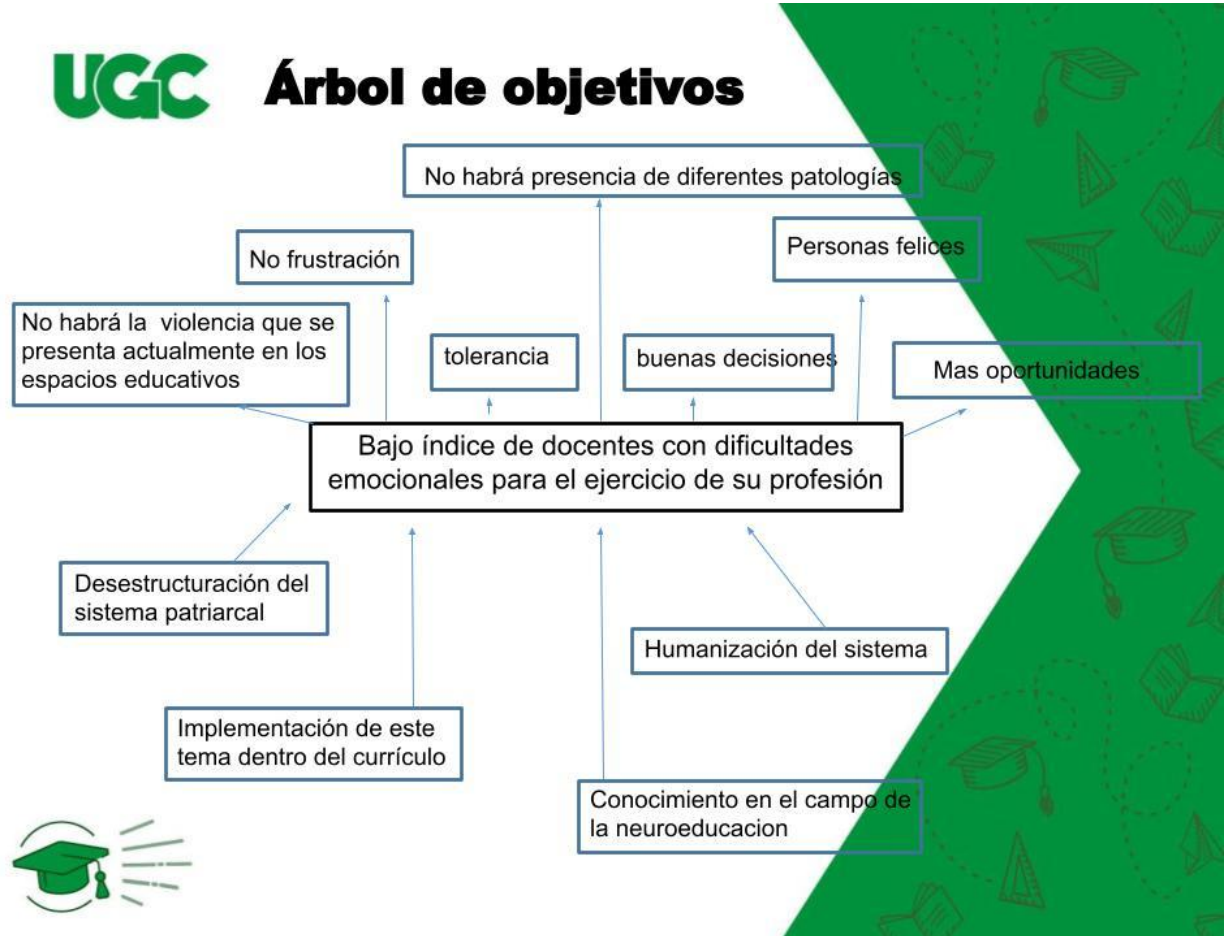 UGC
Árbol de objetivos
No habrá presencia de diferentes patologías
No frustración
Personas felices
No habrá la  violencia que se
presenta actualmente en los
espacios educativos
tolerancia
buenas decisiones
Mas oportunidades
Bajo índice de docentes con dificultades
emocionales para el ejercicio de su profesión
Desestructuración del
sistema patriarcal
Humanización del sistema
Implementación de este
tema dentro del currículo
Conocimiento en el campo de
la neuroeducacion